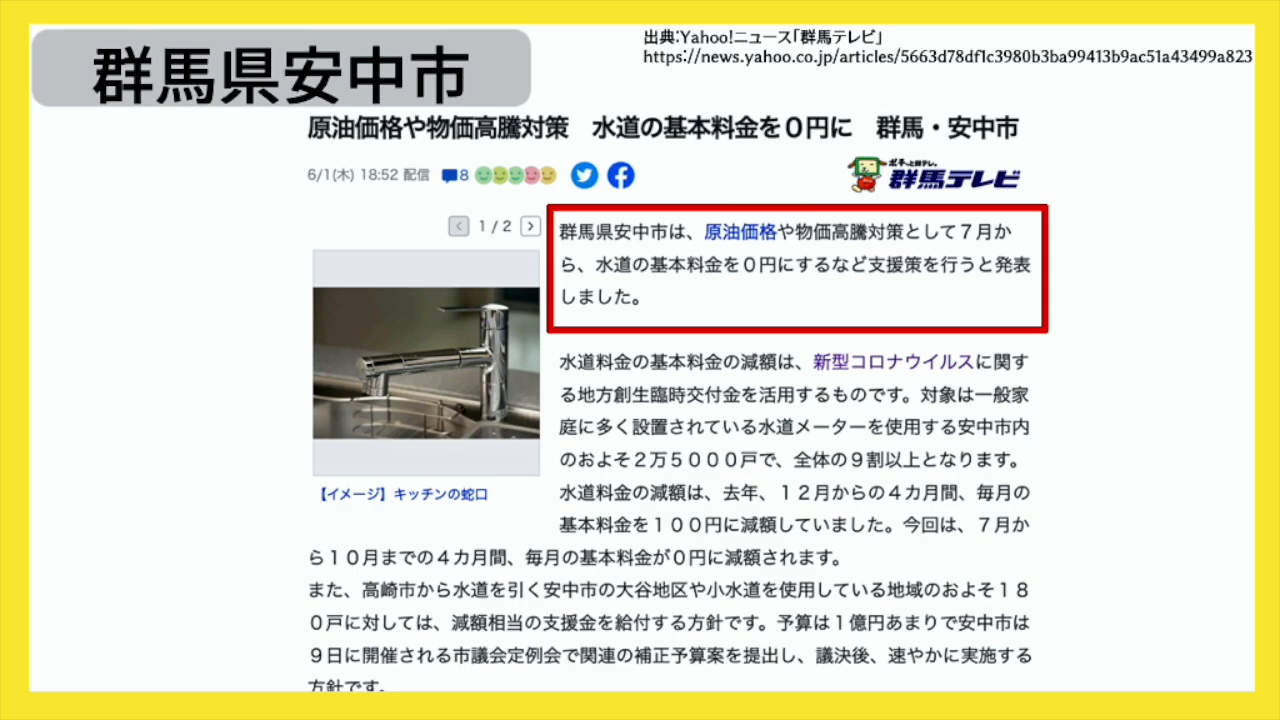 群馬県安中市
出典:Yahoo!ニュース「群馬テレビ」
https://news.yahoo.co.jp/articles/5663d78df1c3980b3ba99413b9ac51a43499a823
原油価格や物価高騰対策 水道の基本料金を0円に 群馬・安中市
6/1(木) 18:52 配信 8
ポチっと群テレ。
群馬テレビ
1 / 2
【イメージ】キッチンの蛇口
群馬県安中市は、原油価格や物価高騰対策として7月か
ら、水道の基本料金を0円にするなど支援策を行うと発表
しました。
水道料金の基本料金の減額は、新型コロナウイルスに関す
る地方創生臨時交付金を活用するものです。対象は一般家
庭に多く設置されている水道メーターを使用する安中市内
のおよそ2万5000戸で、全体の9割以上となります。
水道料金の減額は、去年、12月からの4カ月間、毎月の
基本料金を100円に減額していました。今回は、7月か
ら10月までの4カ月間、毎月の基本料金が0円に減額されます。
また、高崎市から水道を引く安中市の大谷地区や小水道を使用している地域のおよそ18
0戸に対しては、減額相当の支援金を給付する方針です。予算は1億円あまりで安中市は
9日に開催される市議会定例会で関連の補正予算案を提出し、議決後、速やかに実施する
方針です。